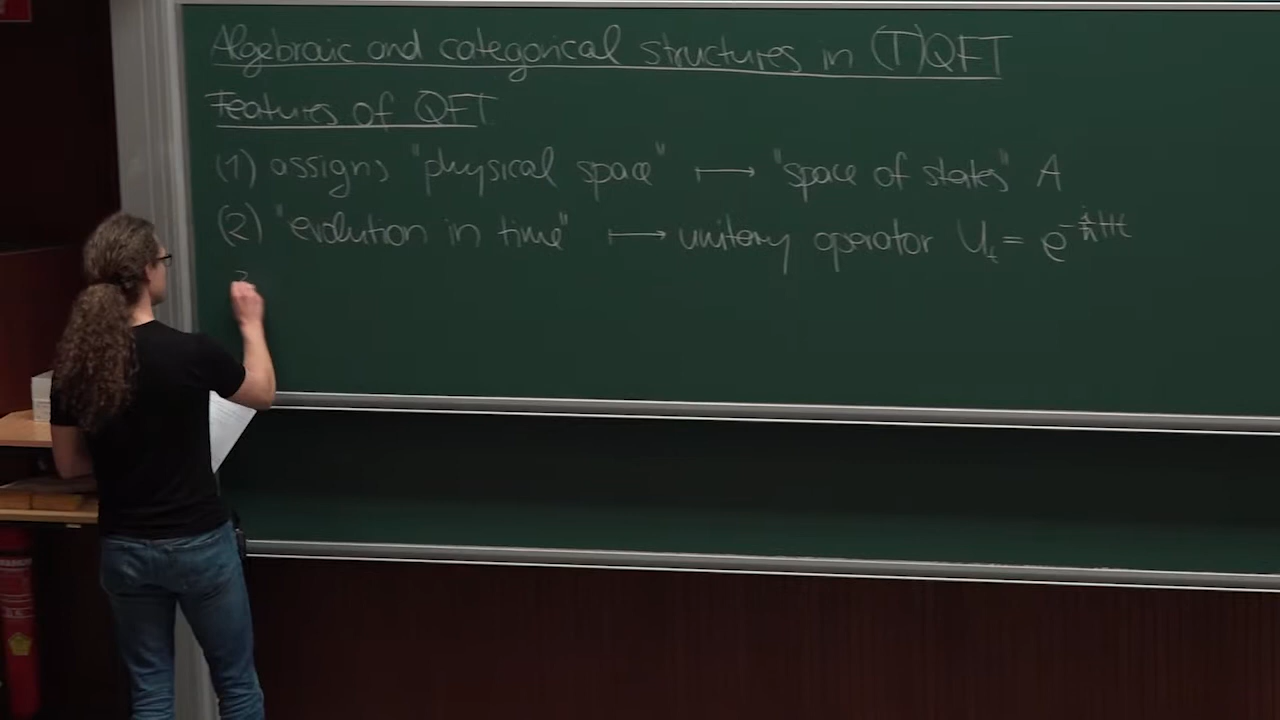 Algebraic and categorical structures in (T)QFT
Features of QFT
(1) assigns "physical space" ⟼ "space of states" A
(2) "evolution in time" ⟼ unitary operator U_t = e^{-\frac{i}{ℏ}Ht}